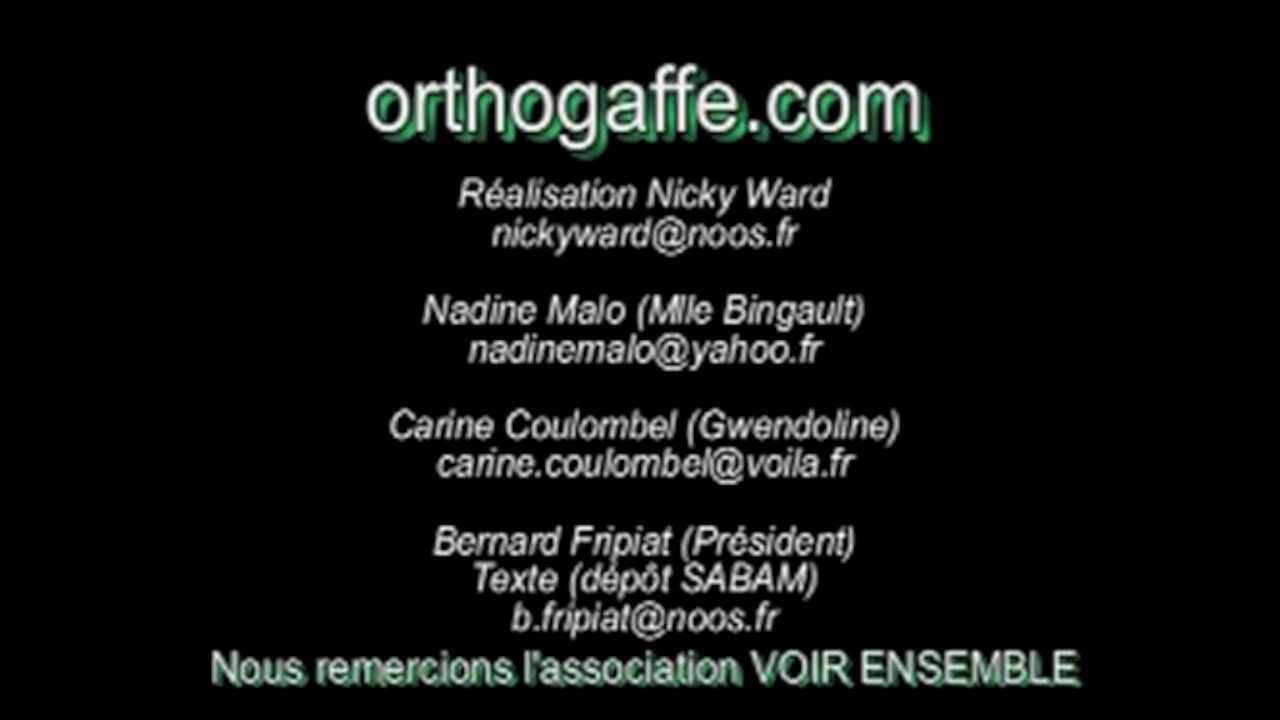 orthogaffe.com
Réalisation Nicky Ward
nickyward@noos.fr
Nadine Malo (Mlle Bingault)
nadinemalo@yahoo.fr
Carine Coulombel (Gwendoline)
carine.coulombel@voila.fr
Bernard Fripiat (Président)
Texte (dépôt SABAM)
b.fripiat@noos.fr
Nous remercions l'association VOIR ENSEMBLE